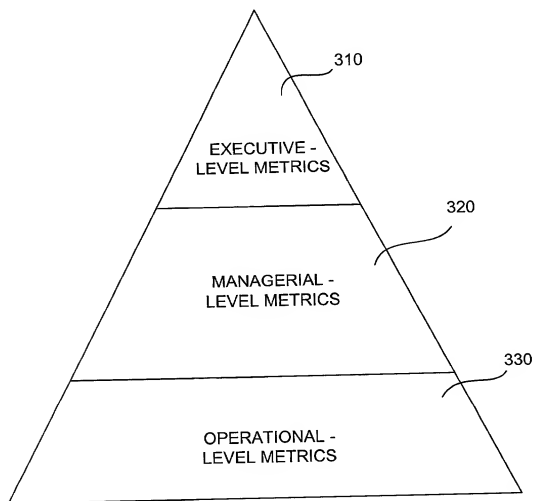 310
EXECUTIVE -
LEVEL METRICS
320
MANAGERIAL -
LEVEL METRICS
330
OPERATIONAL -
LEVEL METRICS